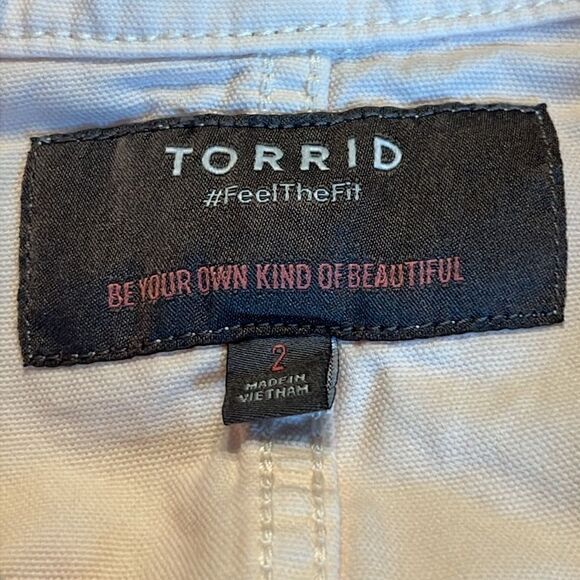 TORRID
#FeelTheFit
BE YOUR OWN KIND OF BEAUTIFUL
2
MADE IN
VIETNAM